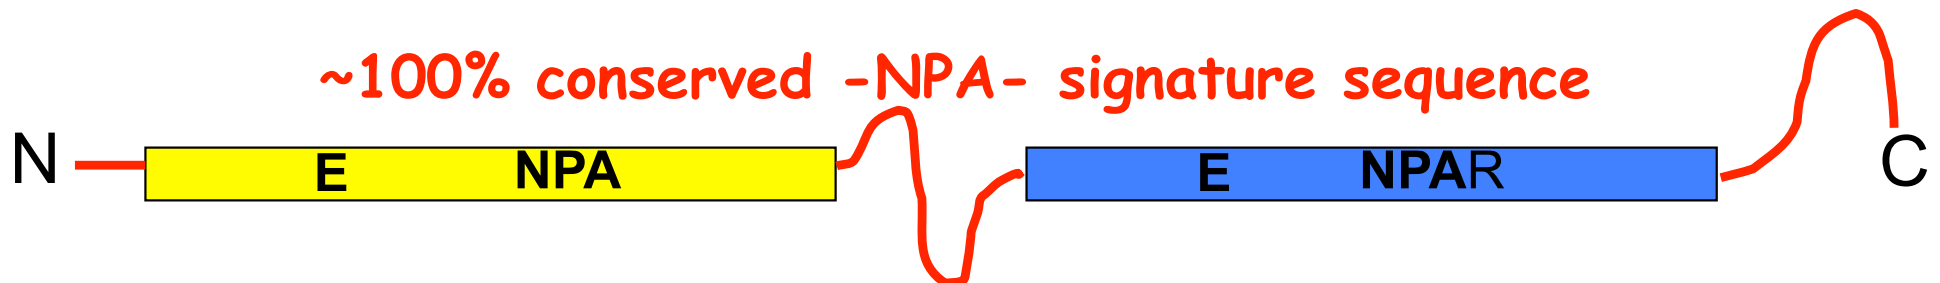 ~100% conserved -NPA- signature sequence
N E NPA E NPAR C